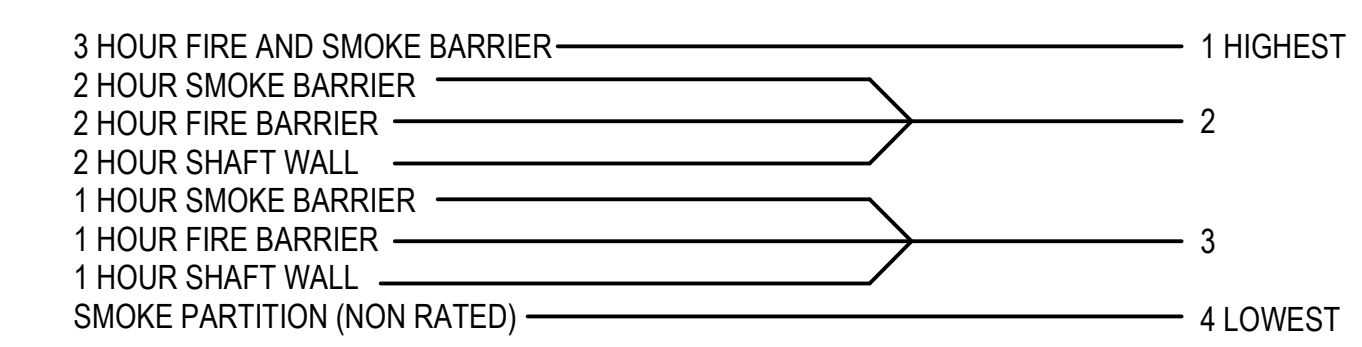 3 HOUR FIRE AND SMOKE BARRIER 1 HIGHEST
2 HOUR SMOKE BARRIER
2 HOUR FIRE BARRIER 2
2 HOUR SHAFT WALL
1 HOUR SMOKE BARRIER
1 HOUR FIRE BARRIER 3
1 HOUR SHAFT WALL
SMOKE PARTITION (NON RATED) 4 LOWEST